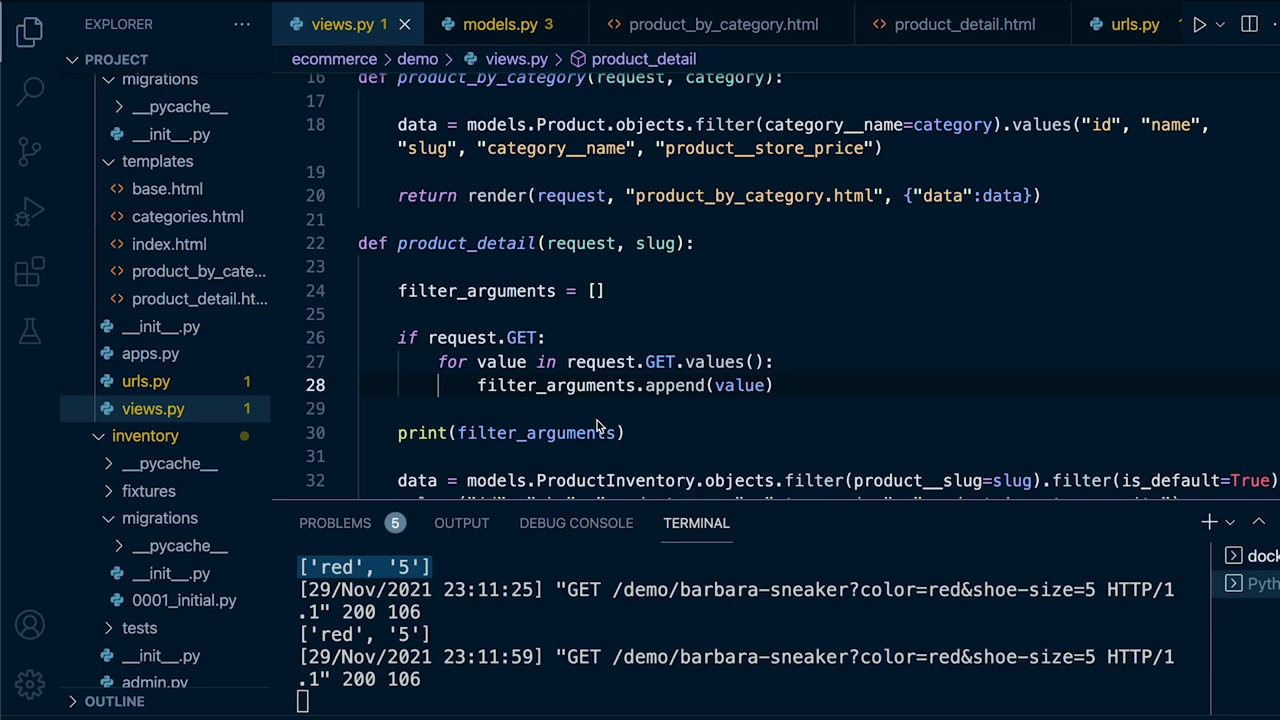 EXPLORER ···
views.py 1 ×
models.py 3
product_by_category.html
product_detail.html
urls.py
PROJECT
migrations
__pycache__
__init__.py
templates
base.html
categories.html
index.html
product_by_cate...
product_detail.ht...
__init__.py
apps.py
urls.py 1
views.py 1
inventory
__pycache__
fixtures
migrations
__pycache__
__init__.py
0001_initial.py
tests
__init__.py
admin.py
OUTLINE
ecommerce > demo > views.py > product_detail
16 def product_by_category(request, category):
17
18 data = models.Product.objects.filter(category__name=category).values("id", "name",
"slug", "category__name", "product__store_price")
19
20 return render(request, "product_by_category.html", {"data":data})
21
22 def product_detail(request, slug):
23
24 filter_arguments = []
25
26 if request.GET:
27 for value in request.GET.values():
28 filter_arguments.append(value)
29
30 print(filter_arguments)
31
32 data = models.ProductInventory.objects.filter(product__slug=slug).filter(is_default=True)
PROBLEMS 5 OUTPUT DEBUG CONSOLE TERMINAL
['red', '5']
[29/Nov/2021 23:11:25] "GET /demo/barbara-sneaker?color=red&shoe-size=5 HTTP/1
.1" 200 106
['red', '5']
[29/Nov/2021 23:11:59] "GET /demo/barbara-sneaker?color=red&shoe-size=5 HTTP/1
.1" 200 106
dock
Pyth